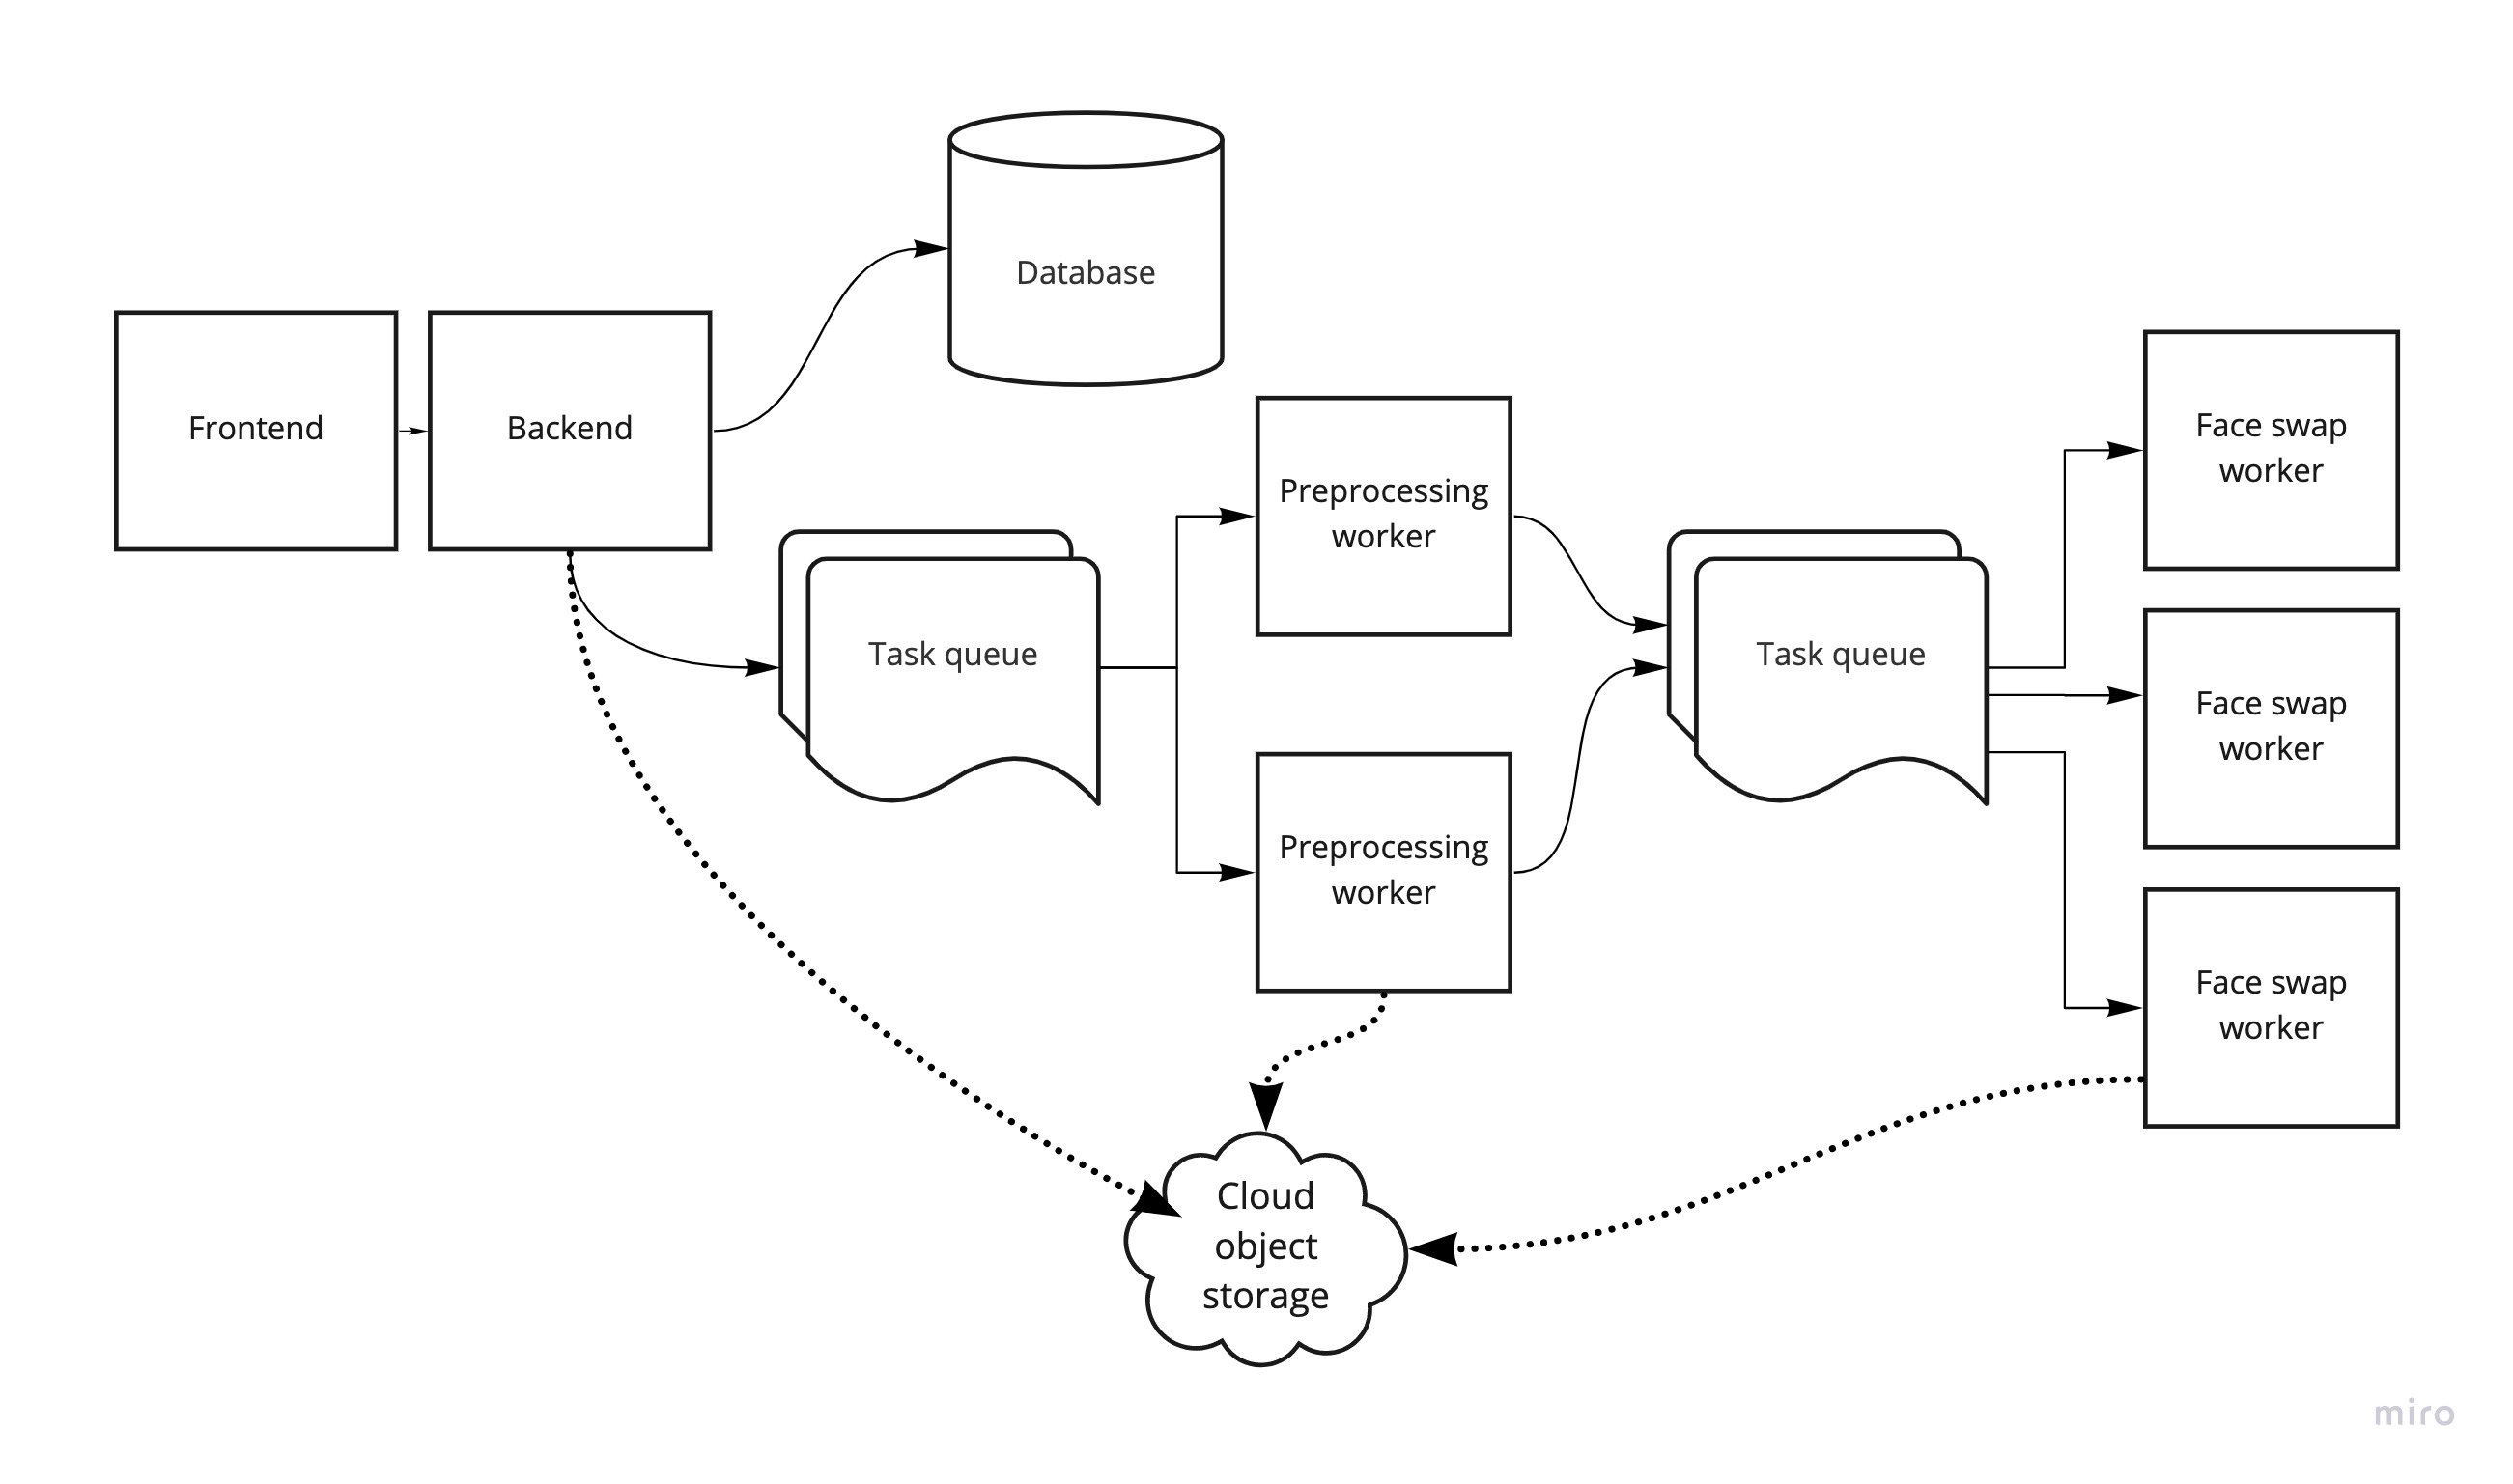 Database
Frontend
Backend
Face swap
worker
Preprocessing
worker
Task queue
Task queue
Face swap
worker
Preprocessing
worker
Face swap
worker
Cloud
object
storage
miro